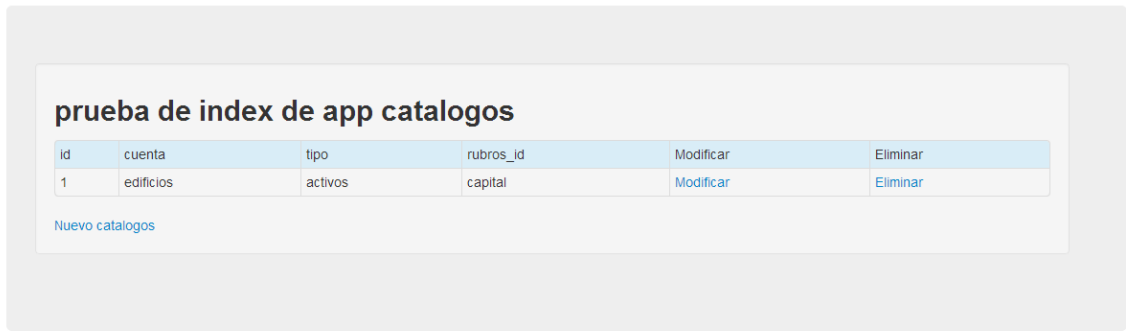 prueba de index de app catalogos
id cuenta tipo rubros_id Modificar Eliminar
1 edificios activos capital Modificar Eliminar
Nuevo catalogos